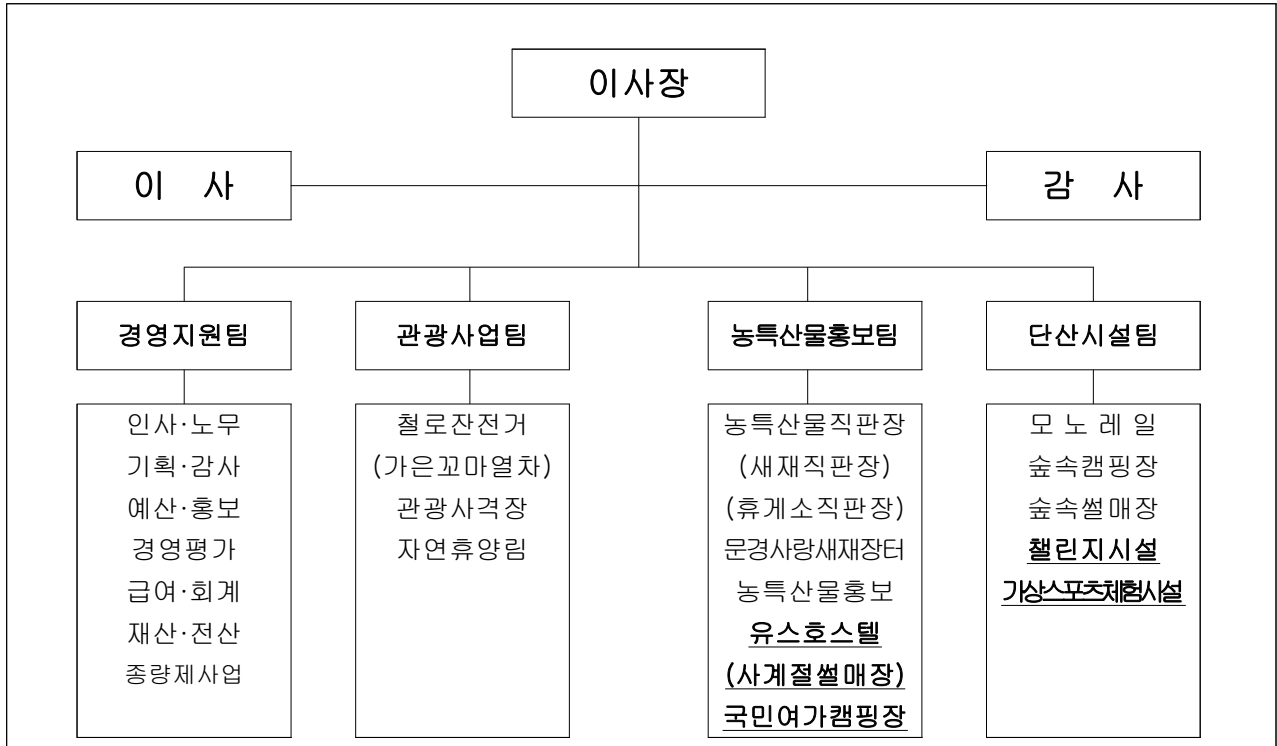 이사장
이 사
감 사
경영지원팀
관광사업팀
농특산물홍보팀
단산시설팀
인사·노무
기획·감사
예산·홍보
경영평가
급여·회계
재산·전산
종량제사업
철로잔전거
(가은꼬마열차)
관광사격장
자연휴양림
농특산물직판장
(새재직판장)
(휴게소직판장)
문경사랑새재장터
농특산물홍보
유스호스텔
(사계절썰매장)
국민여가캠핑장
모 노 레 일
숲속캠핑장
숲속썰매장
챌린지시설
가상스포츠체험시설